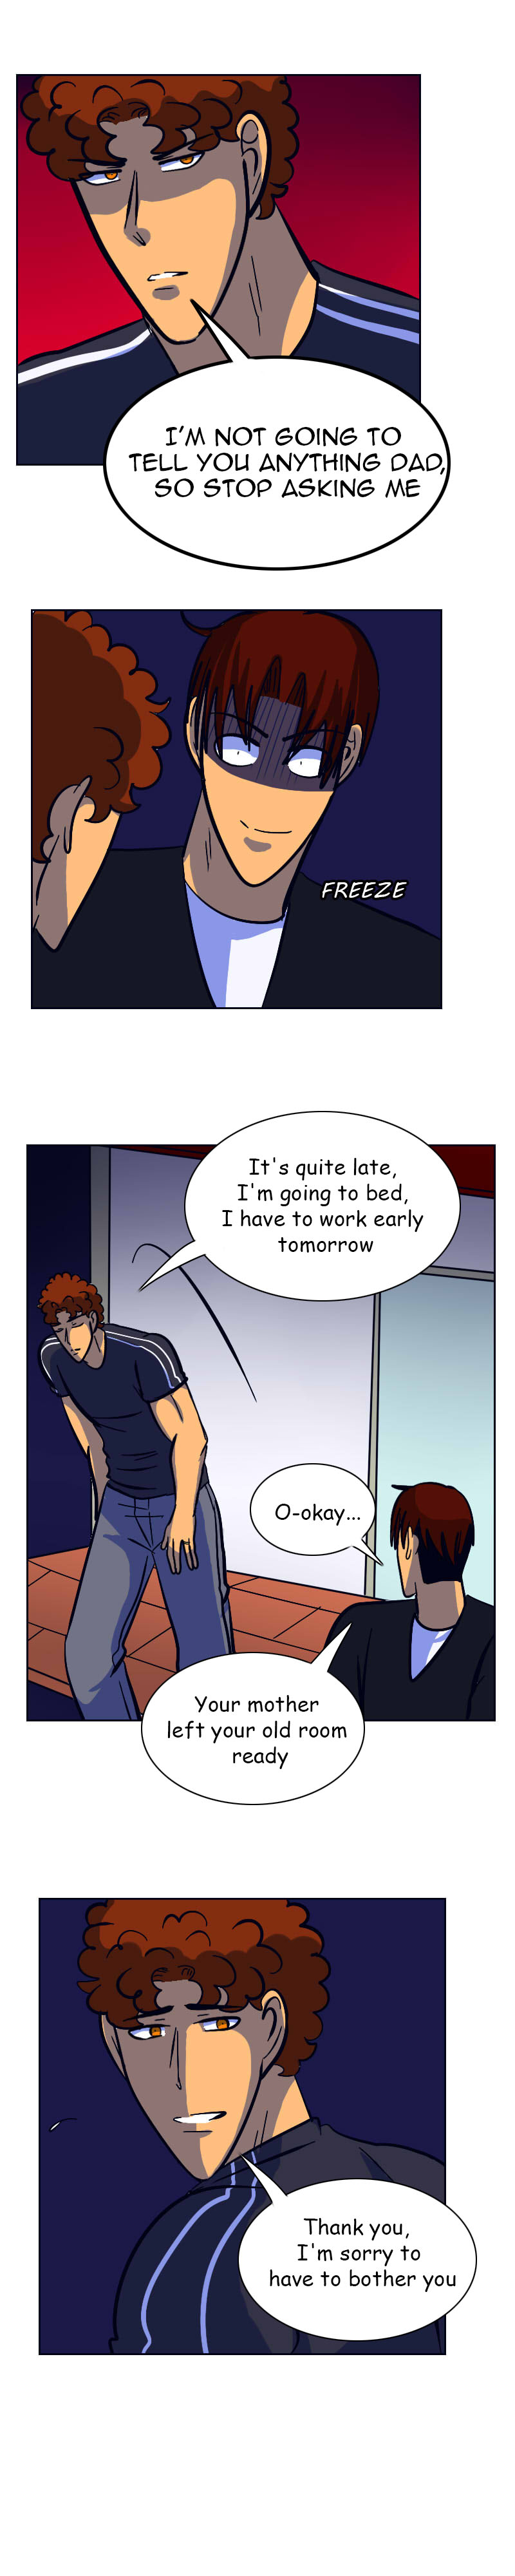 I'M NOT GOING TO
TELL YOU ANYTHING DAD,
SO STOP ASKING ME
FREEZE
It's quite late,
I'm going to bed,
I have to work early
tomorrow
O-okay...
Your mother
left your old room
ready
Thank you,
I'm sorry to
have to bother you